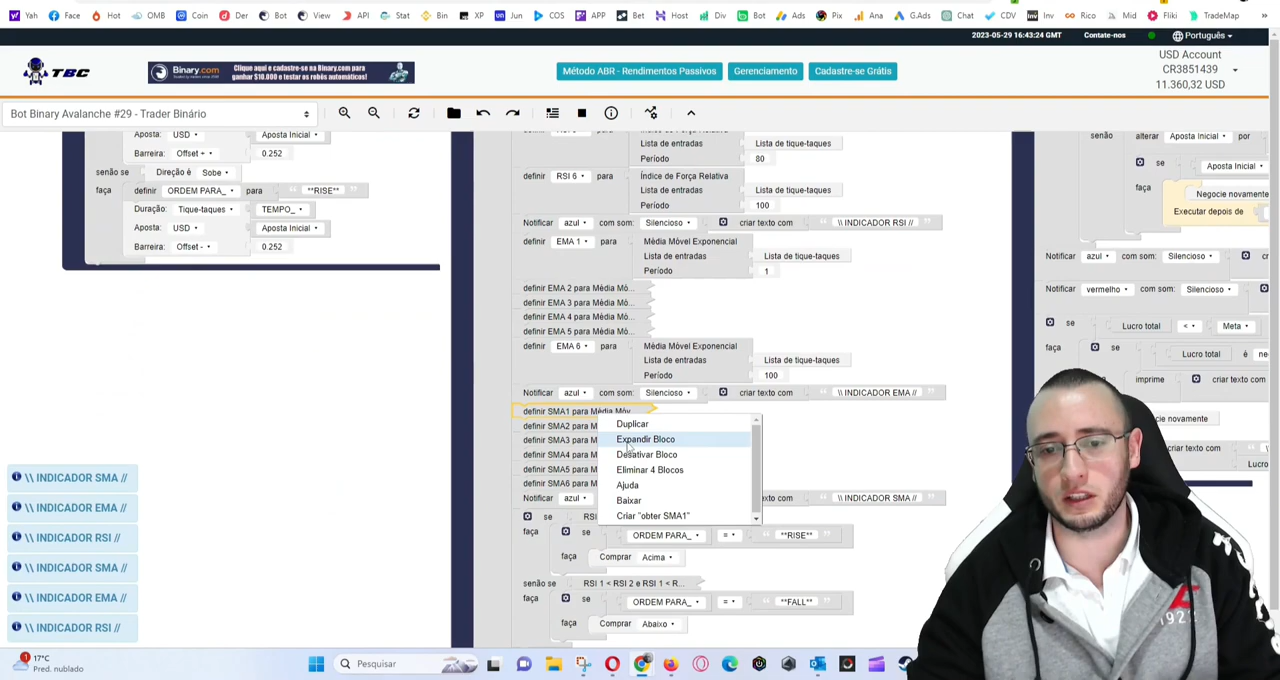 Yah Face Hot OMB Coin Der Bot View API Stat Bin XP Jun COS APP Bet Host Div Bot Ads Pix Ana G.Ads Chat CDV Inv Rico Mid Fliki TradeMap »
2023-05-29 16:43:24 GMT Contate-nos Português
TBC
Binary.com Clique aqui e cadastre-se na Binary.com para ganhar $10.000 e testar os robôs automáticos!
Método ABR - Rendimentos Passivos Gerenciamento Cadastre-se Grátis
USD Account
CR3851439
11.360,32 USD
Bot Binary Avalanche #29 - Trader Binário
Aposta: USD Aposta Inicial
Barreira: Offset + 0.252
senão se Direção é Sobe
faça definir ORDEM PARA_ para “ **RISE** ”
Duração: Tique-taques TEMPO_
Aposta: USD Aposta Inicial
Barreira: Offset - 0.252
\\ INDICADOR SMA //
\\ INDICADOR EMA //
\\ INDICADOR RSI //
\\ INDICADOR SMA //
\\ INDICADOR EMA //
\\ INDICADOR RSI //
Lista de entradas Lista de tique-taques
Período 80
definir RSI 6 para Índice de Força Relativa
Lista de entradas Lista de tique-taques
Período 100
Notificar azul com som: Silencioso criar texto com “ \\ INDICADOR RSI // ”
definir EMA 1 para Média Móvel Exponencial
Lista de entradas Lista de tique-taques
Período 1
definir EMA 2 para Média Mó...
definir EMA 3 para Média Mó...
definir EMA 4 para Média Mó...
definir EMA 5 para Média Mó...
definir EMA 6 para Média Móvel Exponencial
Lista de entradas Lista de tique-taques
Período 100
Notificar azul com som: Silencioso criar texto com “ \\ INDICADOR EMA // ”
definir SMA1 para Média Móv...
definir SMA2 para M
definir SMA3 para M
definir SMA4 para M
definir SMA5 para M
definir SMA6 para M
Duplicar
Expandir Bloco
Desativar Bloco
Eliminar 4 Blocos
Ajuda
Baixar
Criar "obter SMA1"
Notificar azul xto com “ \\ INDICADOR SMA // ”
se RSI
faça se ORDEM PARA_ = “ **RISE** ”
faça Comprar Acima
senão se RSI 1 < RSI 2 e RSI 1 < R...
faça se ORDEM PARA_ = “ **FALL** ”
faça Comprar Abaixo
senão alterar Aposta Inicial por
se Aposta Inicial
faça Negocie novamente
Executar depois de
Notificar azul com som: Silencioso cr
Notificar vermelho com som: Silencioso
se Lucro total < Meta
faça se Lucro total é ne
imprime criar texto com
cie novamente
criar texto com “
Lucro
17°C
Pred. nublado
Pesquisar
1922